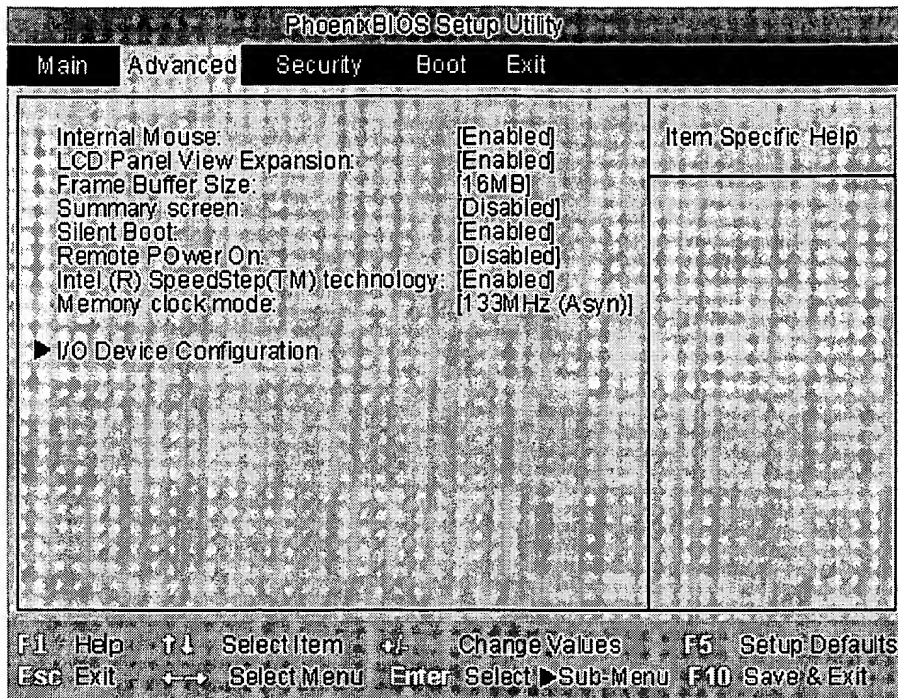 PhoenixBIOS Setup Utility
Main Advanced Security Boot Exit
Internal Mouse: [Enabled]
LCD Panel View Expansion: [Enabled]
Frame Buffer Size: [16MB]
Summary screen: [Disabled]
Silent Boot: [Enabled]
Remote POwer On: [Disabled]
Intel (R) SpeedStep(TM) technology: [Enabled]
Memory clock mode: [133MHz (Asyn)]
▶ I/O Device Configuration
Item Specific Help
F1 Help ↑↓ Select Item +/- Change Values F5 Setup Defaults
Esc Exit ←→ Select Menu Enter Select ▶Sub-Menu F10 Save & Exit